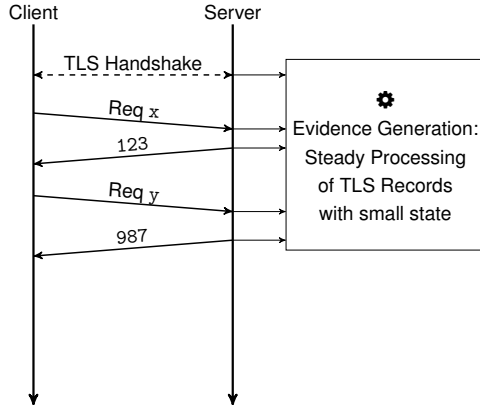 Client Server
TLS Handshake
Req x
Evidence Generation:
123
Steady Processing
of TLS Records
Req y
with small state
987